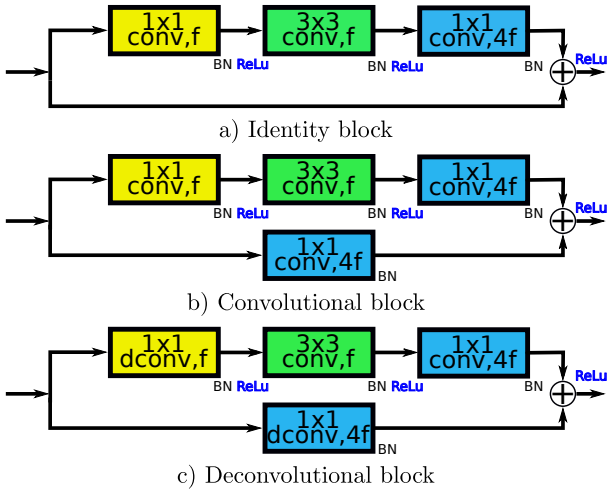 1x1
conv,f
3x3
conv,f
1x1
conv,4f
BN ReLu
BN ReLu
BN
ReLu
a) Identity block
1x1
conv,f
3x3
conv,f
1x1
conv,4f
BN ReLu
BN ReLu
BN
ReLu
1x1
conv,4f
BN
b) Convolutional block
1x1
dconv,f
3x3
conv,f
1x1
conv,4f
BN ReLu
BN ReLu
BN
ReLu
1x1
dconv,4f
BN
c) Deconvolutional block